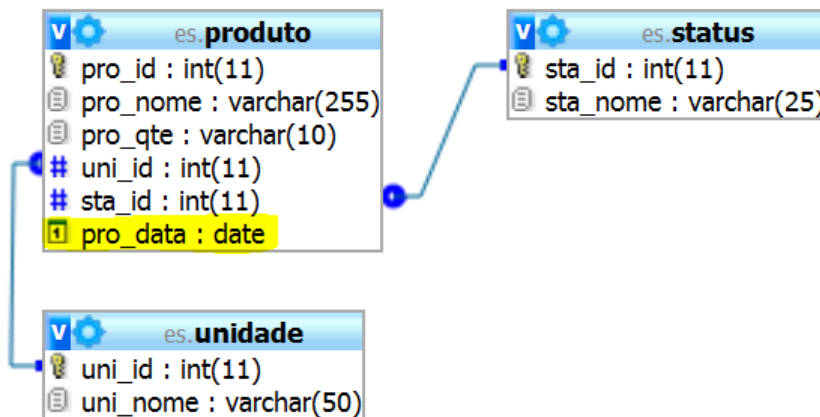 es.produto
pro_id : int(11)
pro_nome : varchar(255)
pro_qte : varchar(10)
# uni_id : int(11)
# sta_id : int(11)
pro_data : date
es.status
sta_id : int(11)
sta_nome : varchar(25)
es.unidade
uni_id : int(11)
uni_nome : varchar(50)